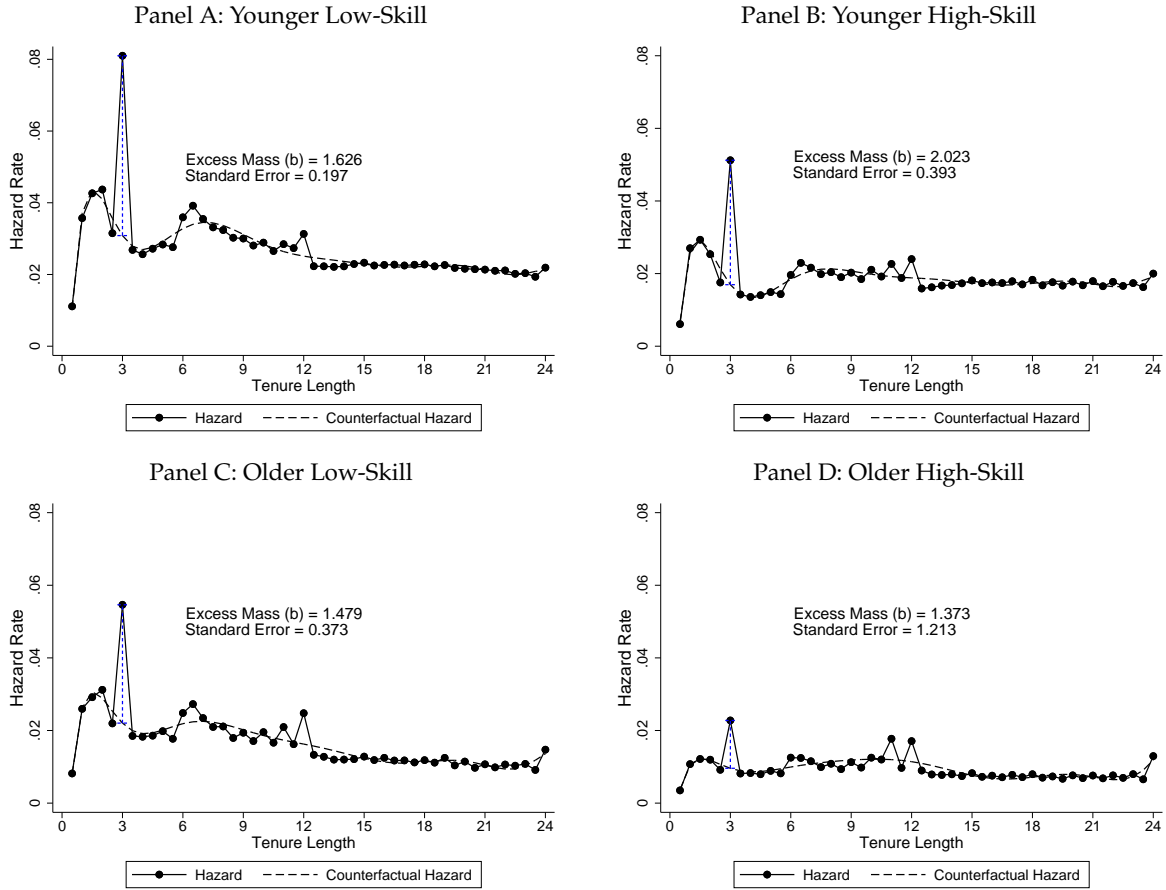 Panel A: Younger Low-Skill
Hazard Rate
0
.02
.04
.06
.08
Excess Mass (b) = 1.626
Standard Error = 0.197
0 3 6 9 12 15 18 21 24
Tenure Length
Hazard Counterfactual Hazard
Panel B: Younger High-Skill
Hazard Rate
0
.02
.04
.06
.08
Excess Mass (b) = 2.023
Standard Error = 0.393
0 3 6 9 12 15 18 21 24
Tenure Length
Hazard Counterfactual Hazard
Panel C: Older Low-Skill
Hazard Rate
0
.02
.04
.06
.08
Excess Mass (b) = 1.479
Standard Error = 0.373
0 3 6 9 12 15 18 21 24
Tenure Length
Hazard Counterfactual Hazard
Panel D: Older High-Skill
Hazard Rate
0
.02
.04
.06
.08
Excess Mass (b) = 1.373
Standard Error = 1.213
0 3 6 9 12 15 18 21 24
Tenure Length
Hazard Counterfactual Hazard